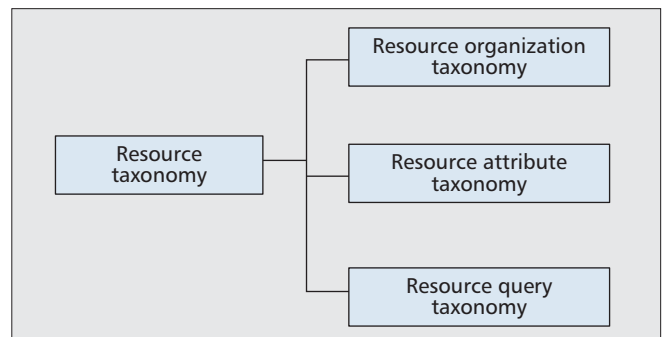 Resource organization
taxonomy
Resource
taxonomy
Resource attribute
taxonomy
Resource query
taxonomy